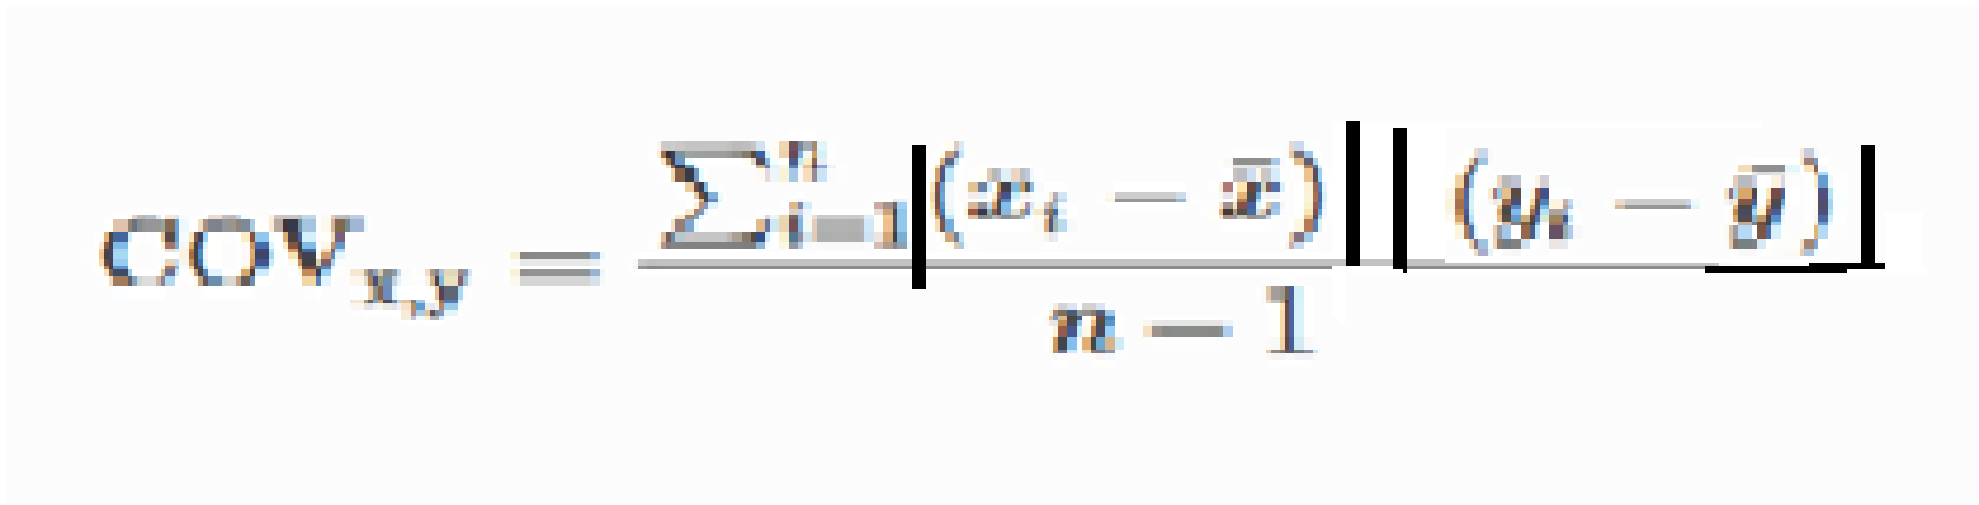 cov_{x,y} = \frac{\sum_{i=1}^{n} |(x_i - \bar{x})| |(y_i - \bar{y})|}{n - 1}